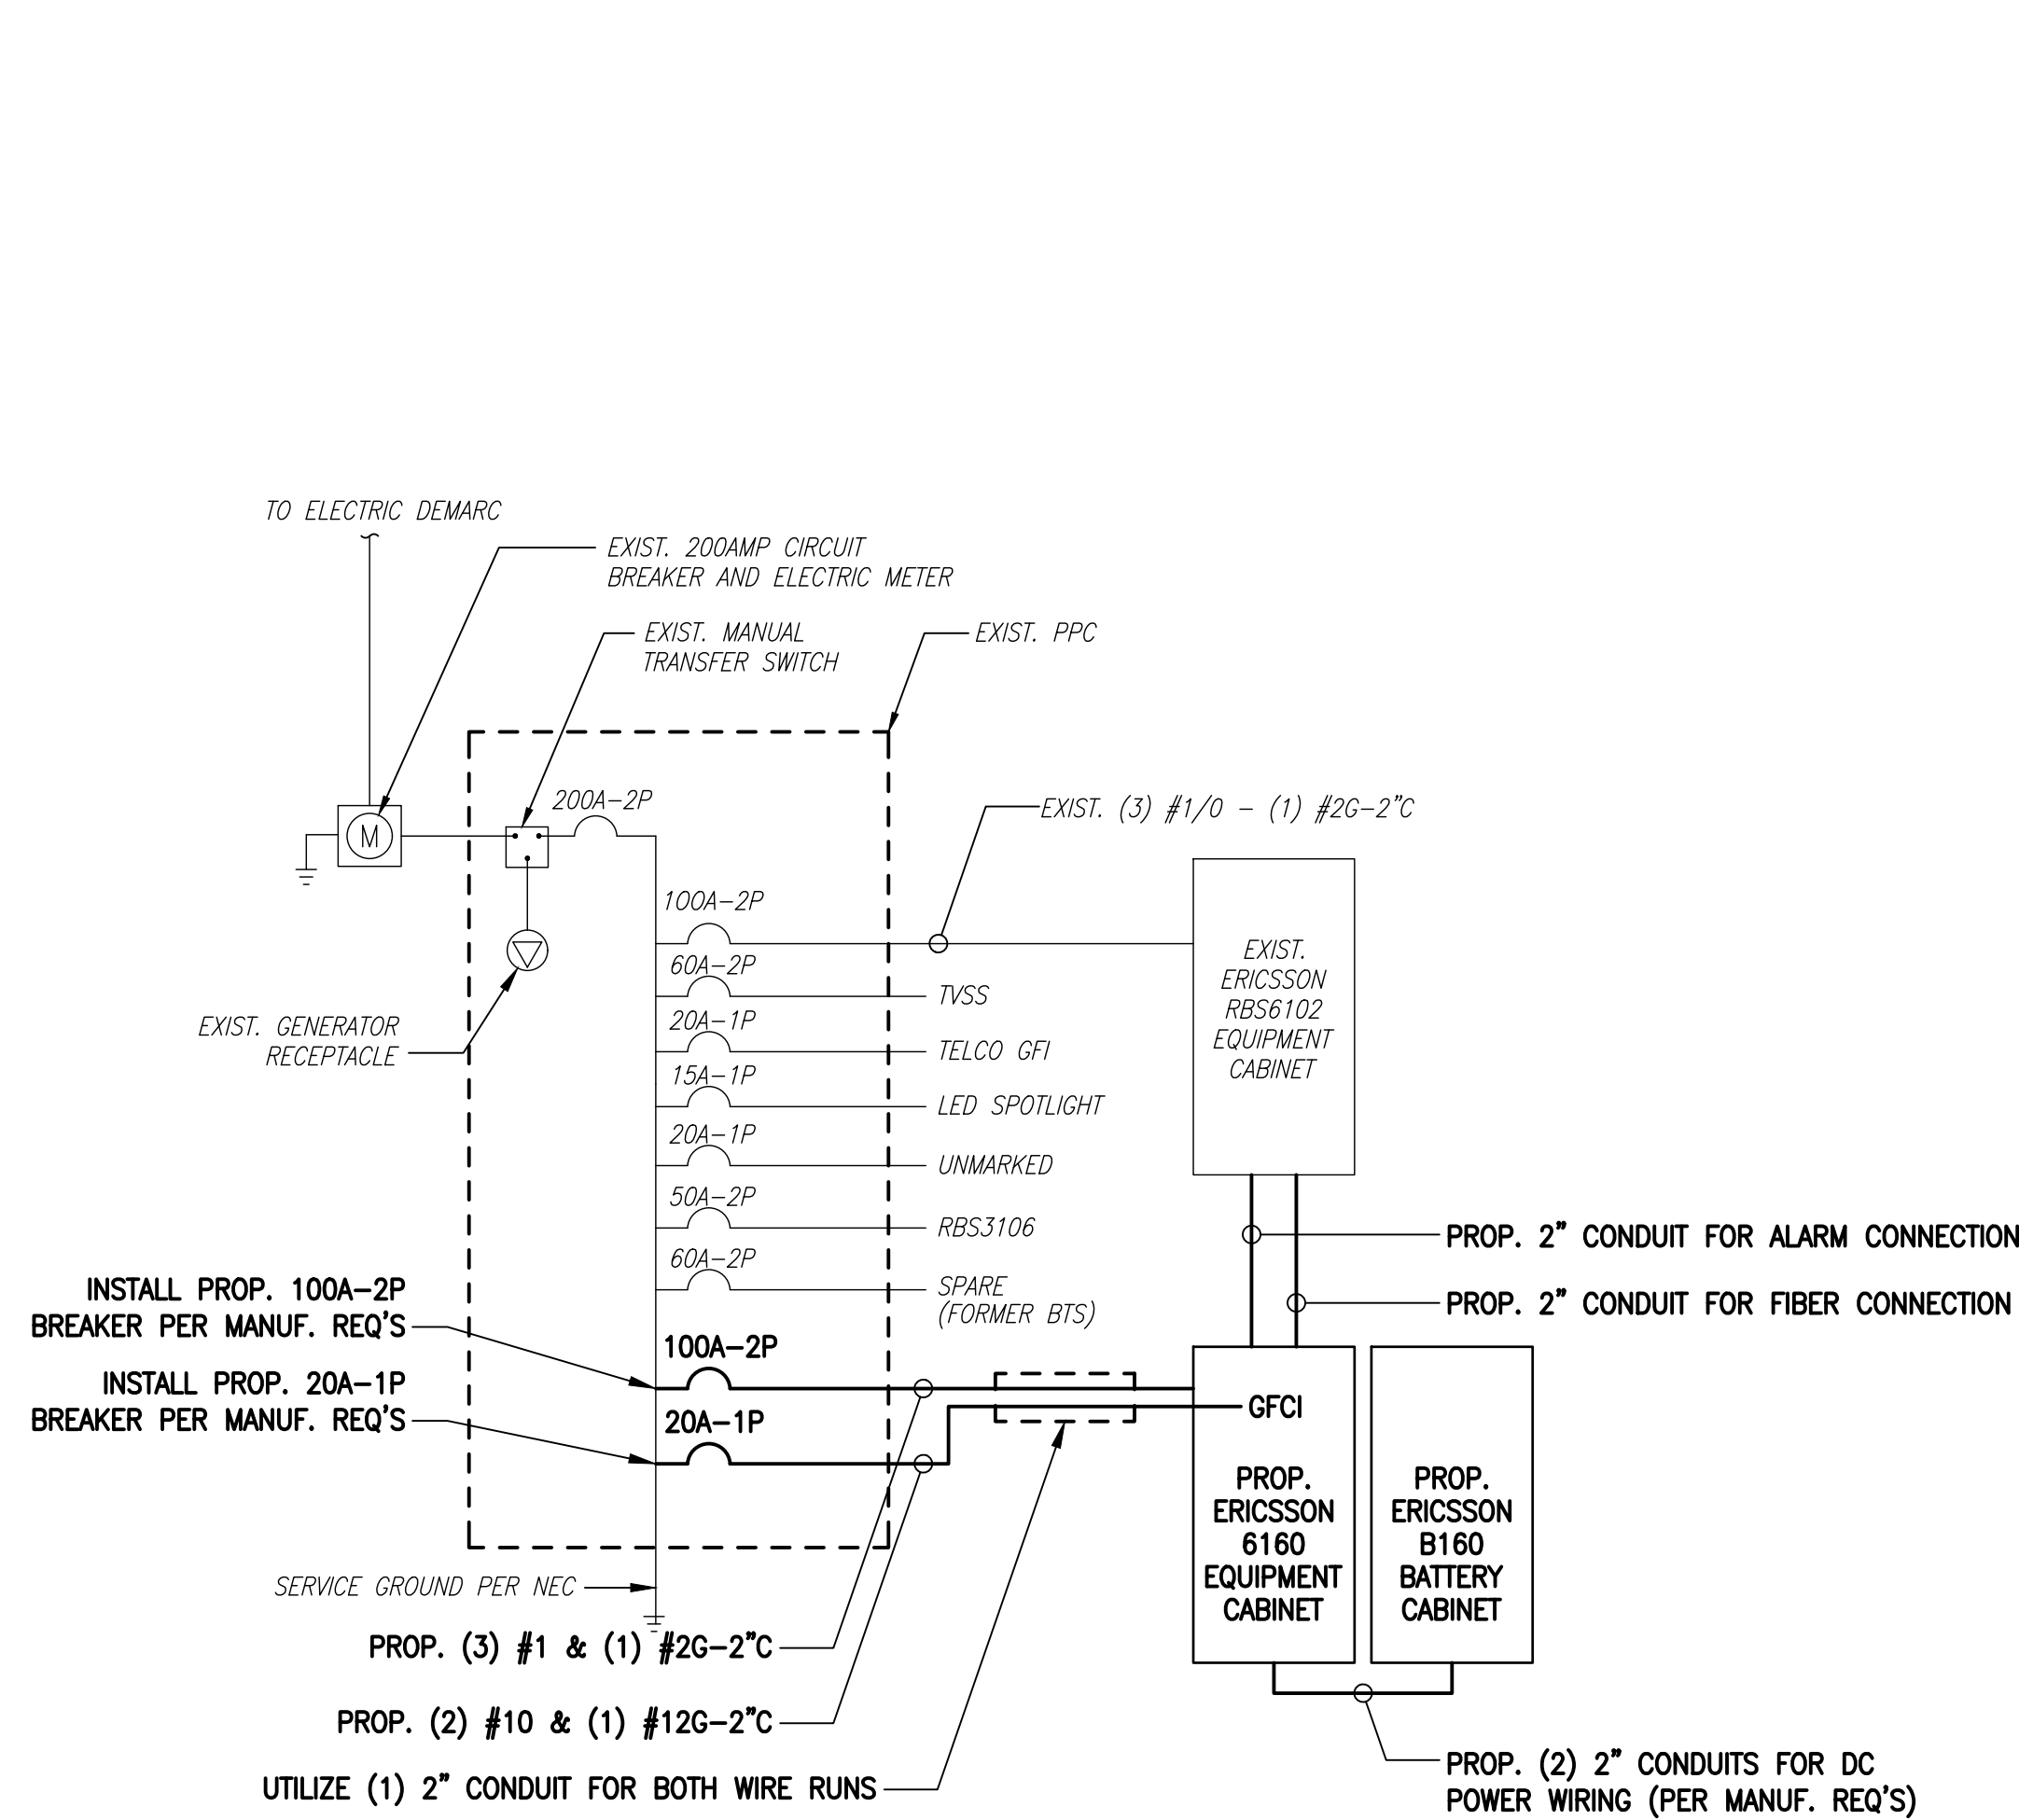 TO ELECTRIC DEMARC
EXIST. 200AMP CIRCUIT
BREAKER AND ELECTRIC METER
EXIST. MANUAL
TRANSFER SWITCH
EXIST. PPC
200A-2P
EXIST. (3) #1/0 - (1) #2G-2"C
M
100A-2P
EXIST.
ERICSSON
RBS6102
EQUIPMENT
CABINET
60A-2P
TVSS
EXIST. GENERATOR
RECEPTACLE
20A-1P
TELCO GFI
15A-1P
LED SPOTLIGHT
20A-1P
UNMARKED
50A-2P
RBS3106
60A-2P
SPARE
(FORMER BTS)
PROP. 2" CONDUIT FOR ALARM CONNECTION
PROP. 2" CONDUIT FOR FIBER CONNECTION
INSTALL PROP. 100A-2P
BREAKER PER MANUF. REQ'S
100A-2P
INSTALL PROP. 20A-1P
BREAKER PER MANUF. REQ'S
20A-1P
GFCI
PROP.
ERICSSON
6160
EQUIPMENT
CABINET
PROP.
ERICSSON
B160
BATTERY
CABINET
SERVICE GROUND PER NEC
PROP. (3) #1 & (1) #2G-2"C
PROP. (2) #10 & (1) #12G-2"C
UTILIZE (1) 2" CONDUIT FOR BOTH WIRE RUNS
PROP. (2) 2" CONDUITS FOR DC
POWER WIRING (PER MANUF. REQ'S)